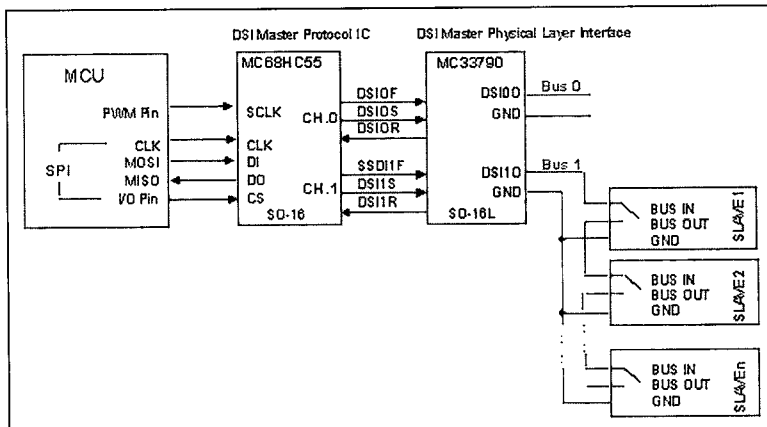 DSI Master Protocol IC
DSI Master Physical Layer Interface
MCU
PWM Pin
SPI
CLK
MOSI
MISO
I/O Pin
MC68HC55
SCLK
CLK
DI
DO
CS
CH.0
CH.1
SO-16
DSI0F
DSI0S
DSI0R
SSDI1F
DSI1S
DSI1R
MC33790
DSI0O
GND
DSI1O
GND
SO-16L
Bus 0
Bus 1
BUS IN
BUS OUT
GND
SLAVE1
BUS IN
BUS OUT
GND
SLAVE2
BUS IN
BUS OUT
GND
SLAVEn